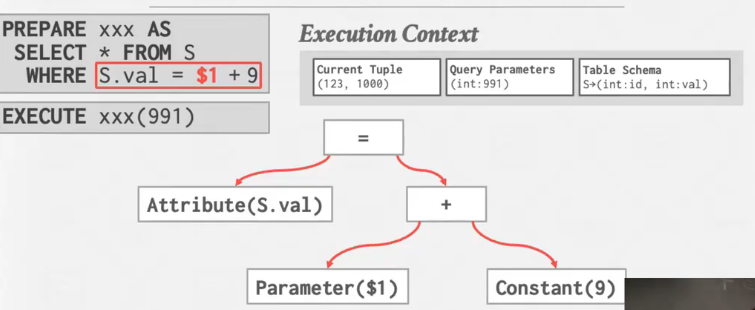 PREPARE xxx AS
SELECT * FROM S
WHERE S.val = $1 + 9
EXECUTE xxx(991)
Execution Context
Current Tuple
(123, 1000)
Query Parameters
(int:991)
Table Schema
S→(int:id, int:val)
=
Attribute(S.val)
+
Parameter($1)
Constant(9)